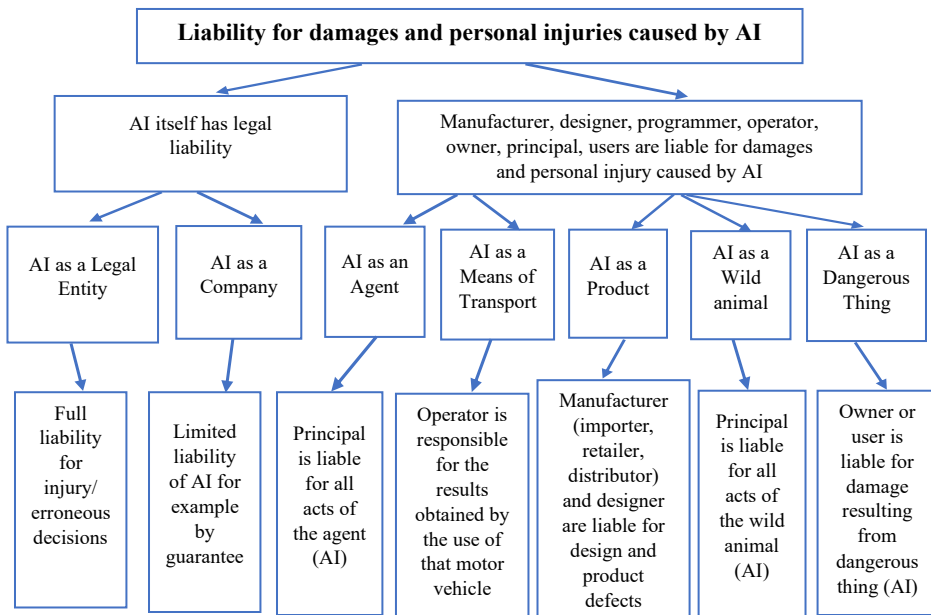 Liability for damages and personal injuries caused by AI
AI itself has legal
liability
Manufacturer, designer, programmer, operator,
owner, principal, users are liable for damages
and personal injury caused by AI
AI as a Legal
Entity
AI as a
Company
AI as an
Agent
AI as a
Means of
Transport
AI as a
Product
AI as a
Wild
animal
AI as a
Dangerous
Thing
Full
liability
for
injury/
erroneous
decisions
Limited
liability
of AI for
example
by
guarantee
Principal
is liable
for all
acts of
the agent
(AI)
Operator is
responsible
for the
results
obtained by
the use of
that motor
vehicle
Manufacturer
(importer,
retailer,
distributor)
and designer
are liable for
design and
product
defects
Principal
is liable
for all
acts of
the wild
animal
(AI)
Owner or
user is
liable for
damage
resulting
from
dangerous
thing (AI)